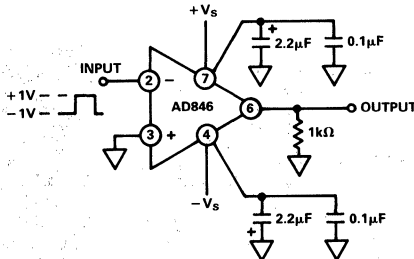 +VS
+
2.2μF
0.1μF
INPUT
2
−
7
+1V
−1V
AD846
6
OUTPUT
3
+
4
1kΩ
−VS
2.2μF
0.1μF
+